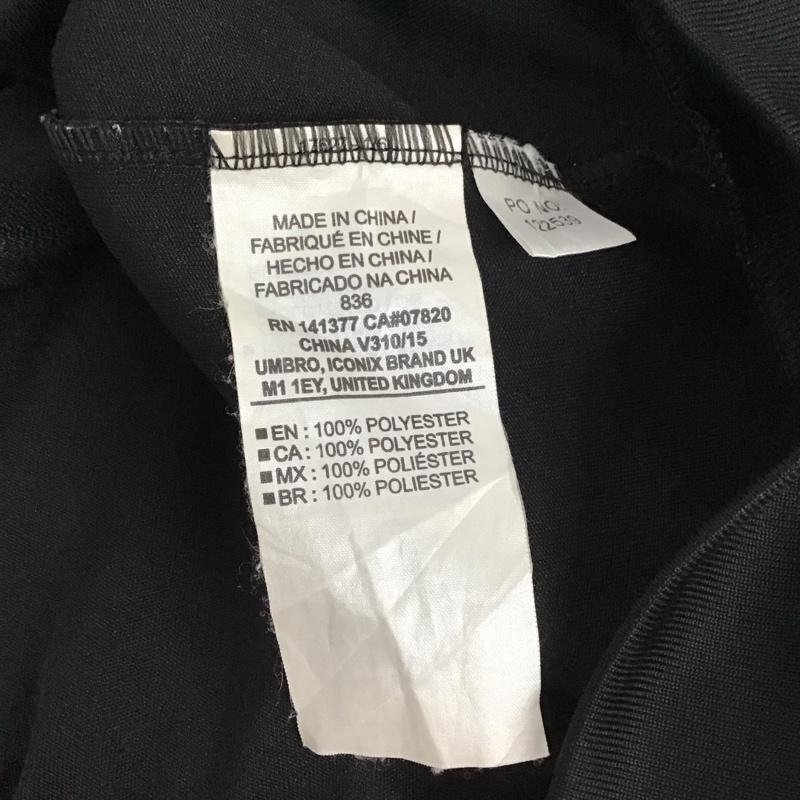 MADE IN CHINA /
FABRIQUÉ EN CHINE /
HECHO EN CHINA /
FABRICADO NA CHINA
836
RN 141377 CA#07820
CHINA V310/15
UMBRO, ICONIX BRAND UK
M1 1EY, UNITED KINGDOM
EN : 100% POLYESTER
CA : 100% POLYESTER
MX : 100% POLIÉSTER
BR : 100% POLYESTER
PO NO
122539